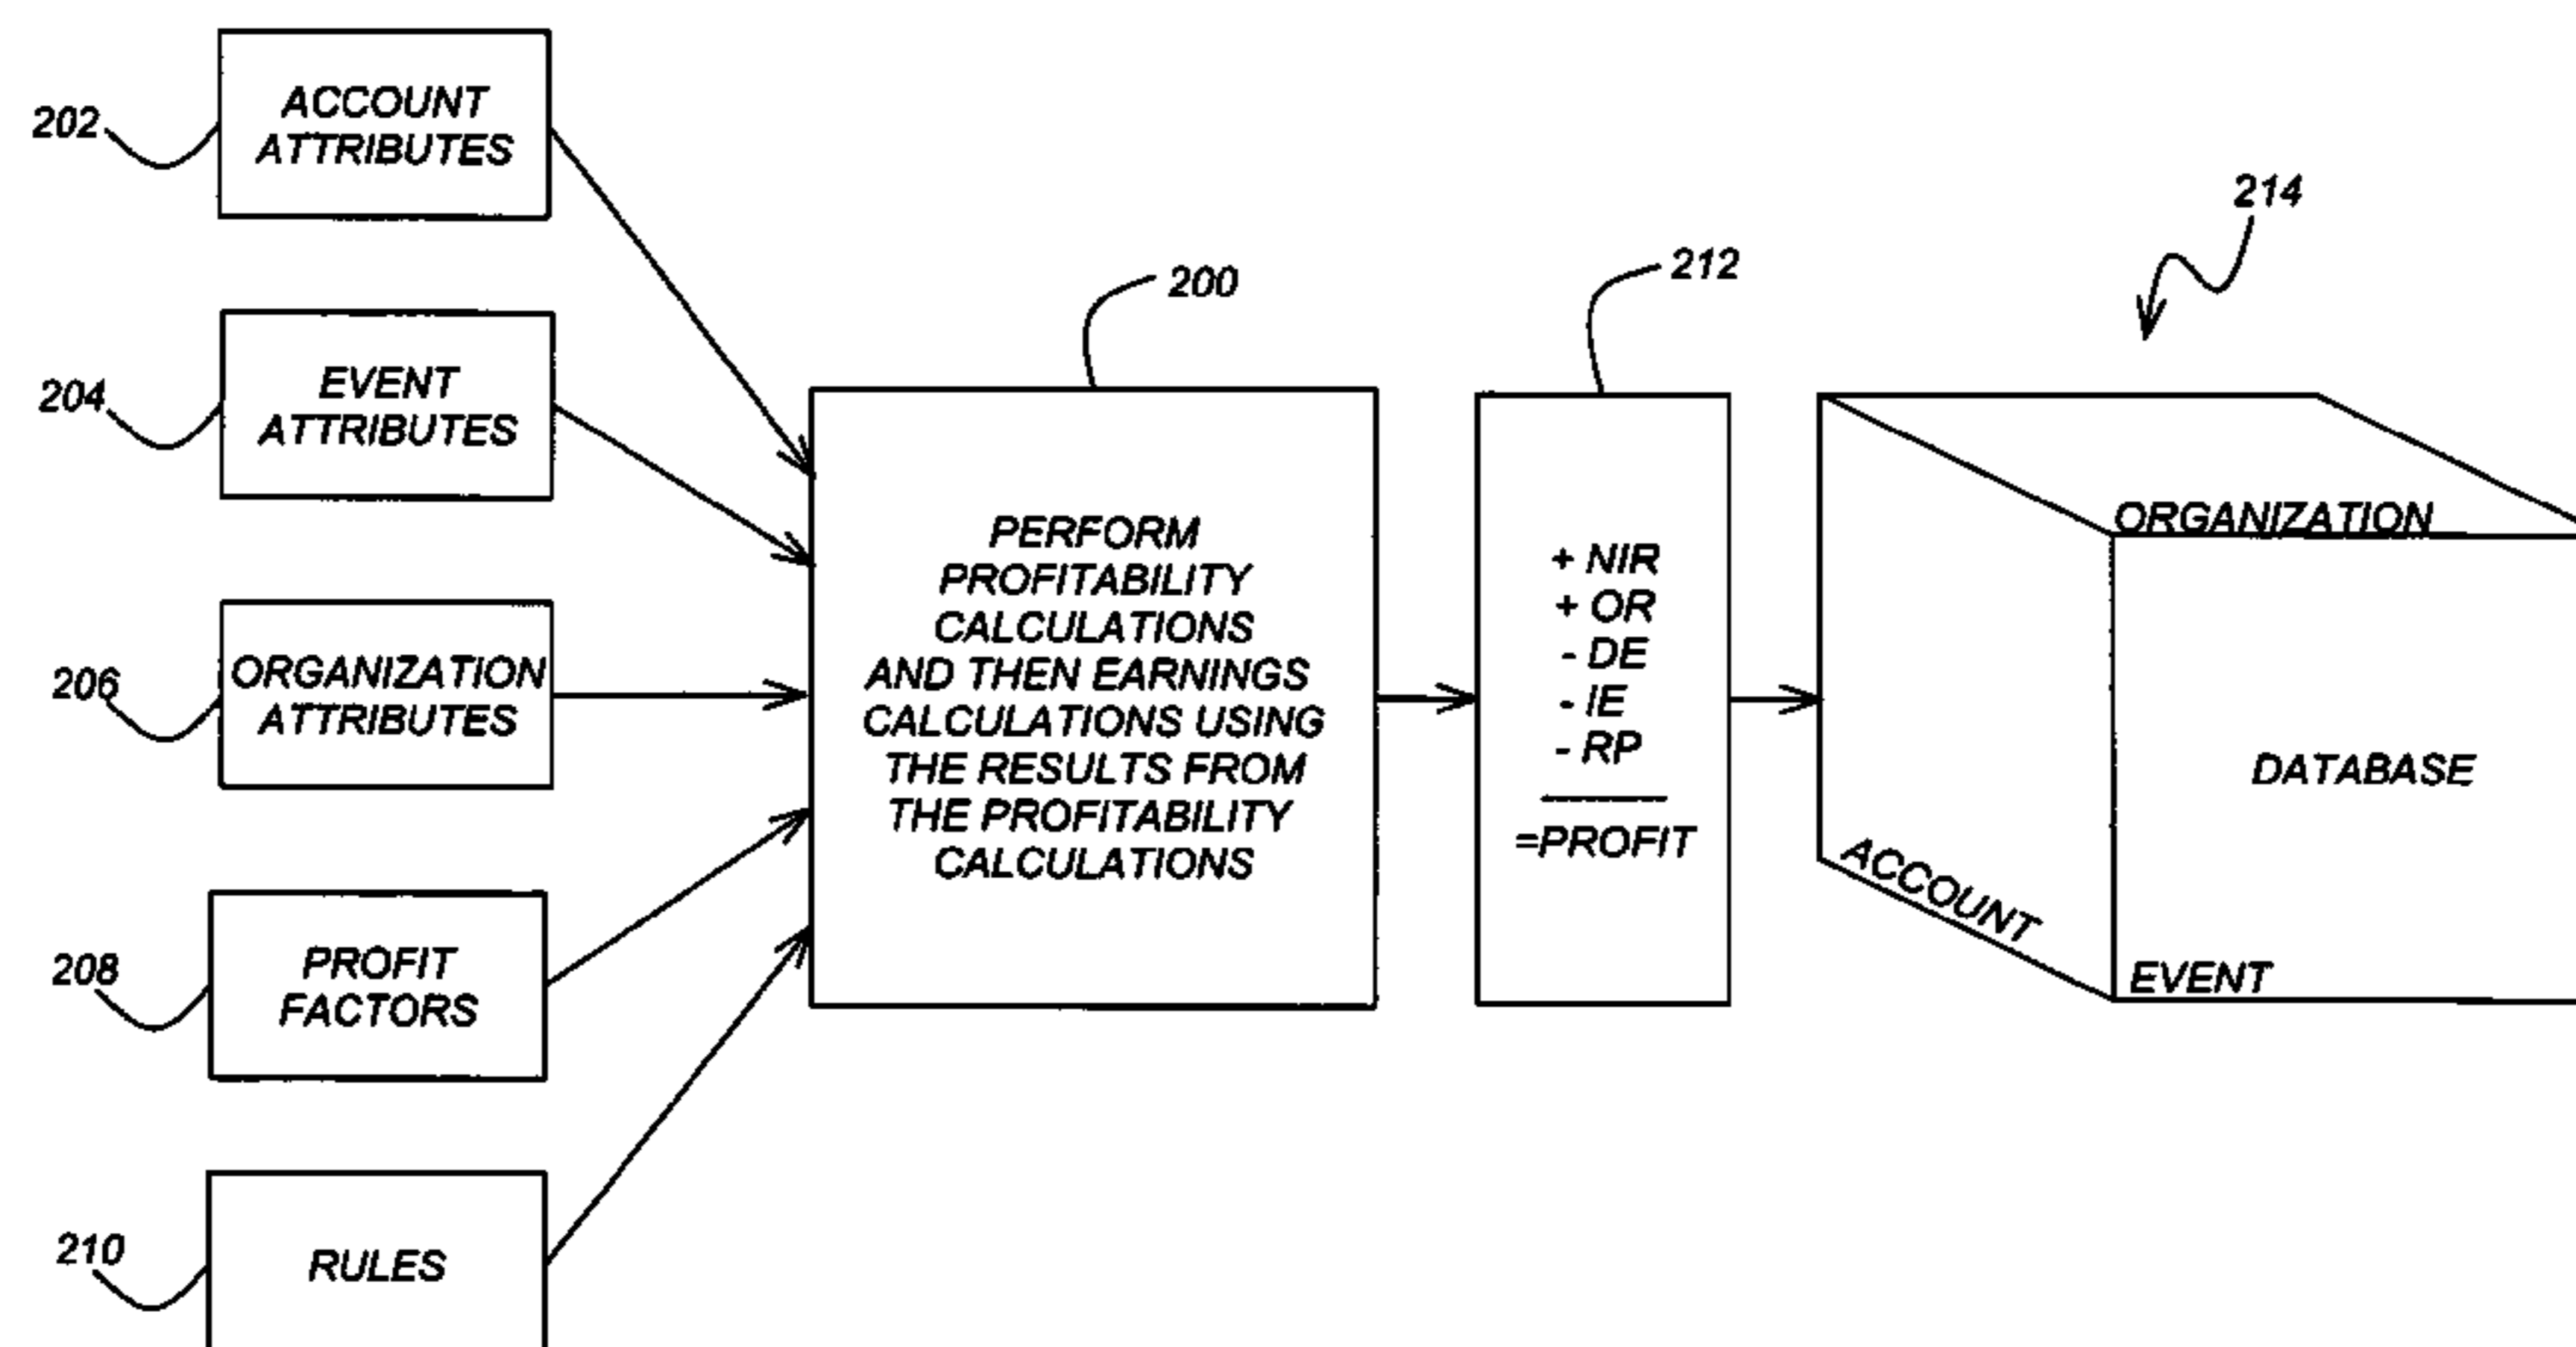 202
ACCOUNT
ATTRIBUTES
204
EVENT
ATTRIBUTES
206
ORGANIZATION
ATTRIBUTES
208
PROFIT
FACTORS
210
RULES
200
PERFORM
PROFITABILITY
CALCULATIONS
AND THEN EARNINGS
CALCULATIONS USING
THE RESULTS FROM
THE PROFITABILITY
CALCULATIONS
212
+ NIR
+ OR
- DE
- IE
- RP
=PROFIT
214
ORGANIZATION
DATABASE
ACCOUNT
EVENT